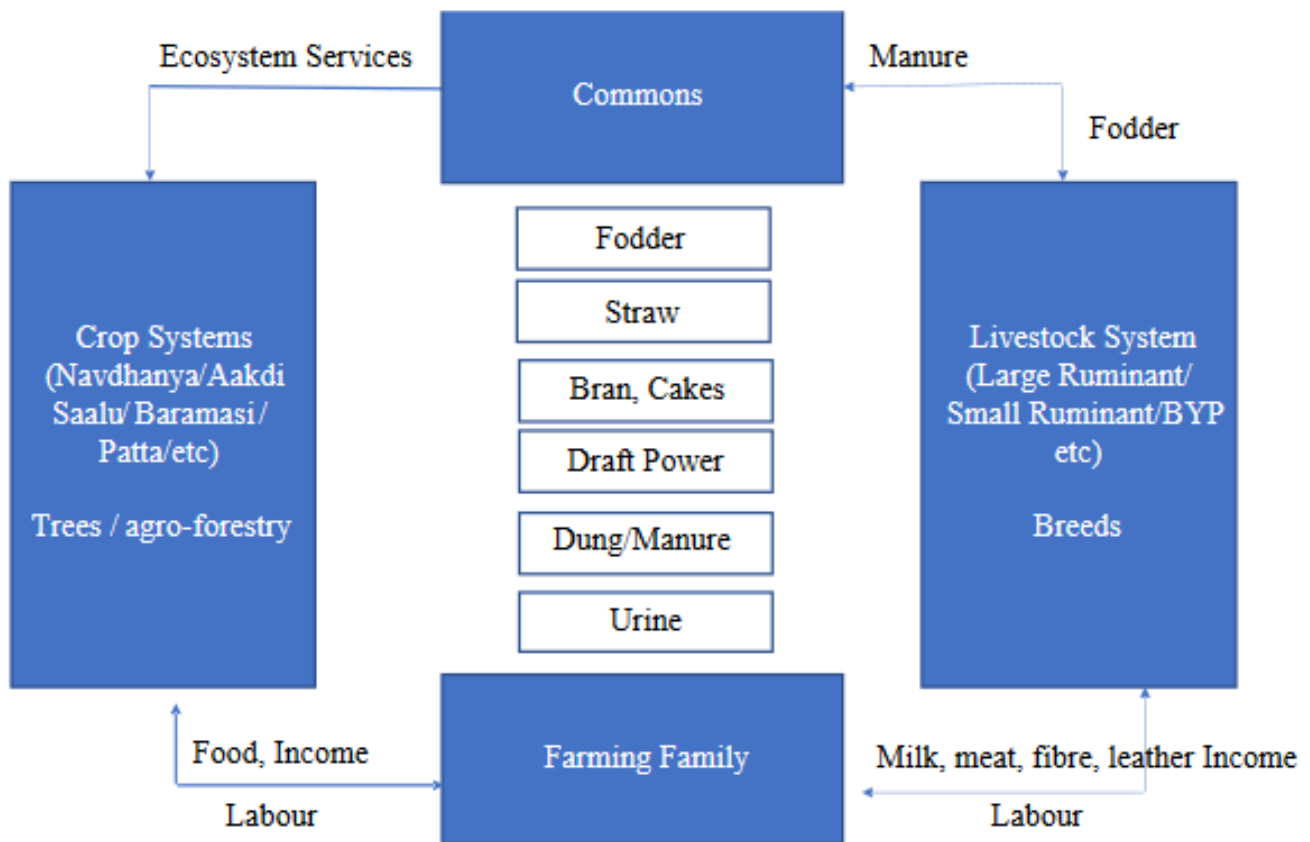 Ecosystem Services
Commons
Manure
Fodder
Crop Systems
(Navdhanya/Aakdi
Saalu/ Baramasi /
Patta/etc)
Trees / agro-forestry
Fodder
Straw
Bran, Cakes
Draft Power
Dung/Manure
Urine
Livestock System
(Large Ruminant/
Small Ruminant/BYP
etc)
Breeds
Food, Income
Labour
Farming Family
Milk, meat, fibre, leather Income
Labour